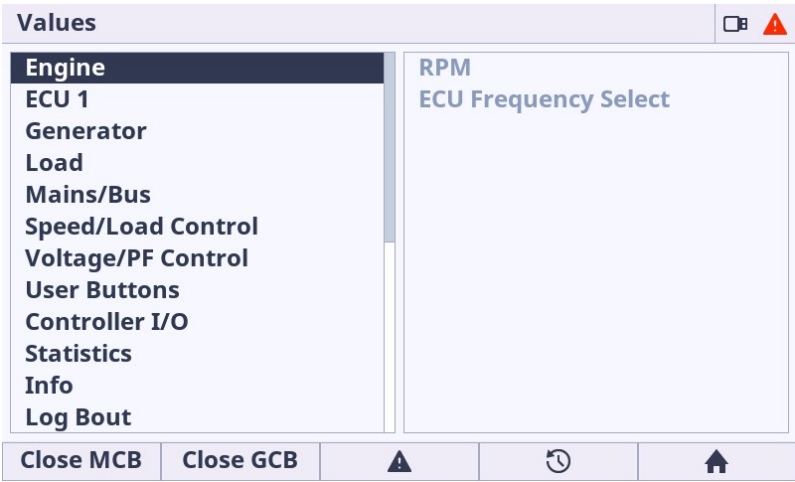 Values
Engine
ECU 1
Generator
Load
Mains/Bus
Speed/Load Control
Voltage/PF Control
User Buttons
Controller I/O
Statistics
Info
Log Bout
RPM
ECU Frequency Select
Close MCB
Close GCB